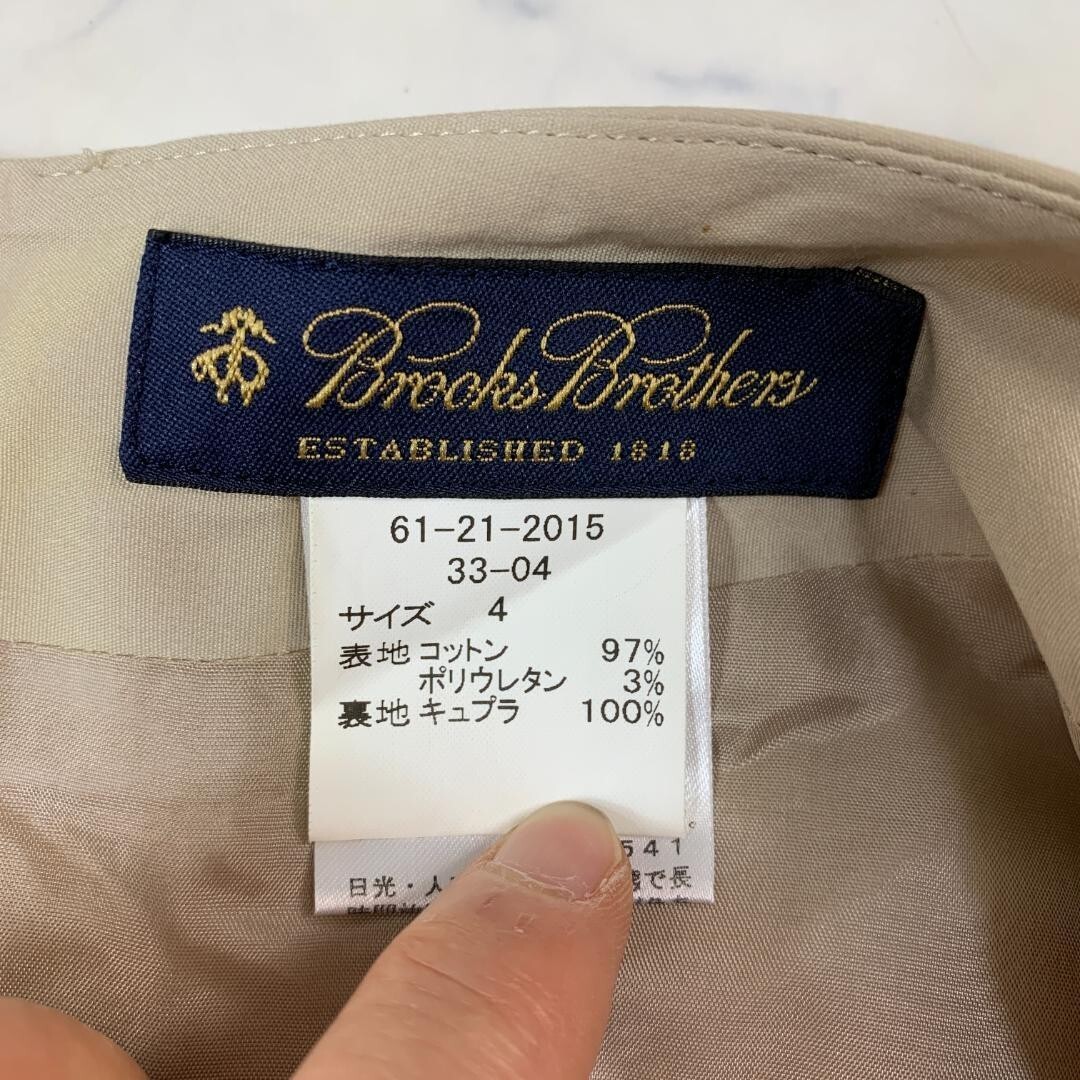 Brooks Brothers
ESTABLISHED 1818
61-21-2015
33-04
サイズ 4
表地 コットン 97%
ポリウレタン 3%
裏地 キュプラ 100%
541
日光・人 で長